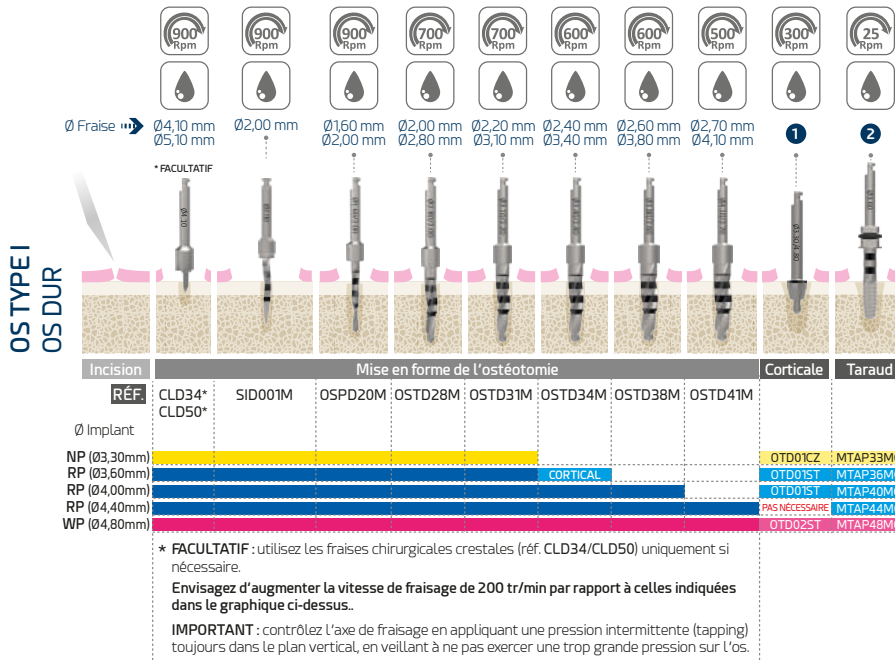 900 Rpm
900 Rpm
900 Rpm
700 Rpm
700 Rpm
600 Rpm
600 Rpm
500 Rpm
300 Rpm
25 Rpm
Ø Fraise
Ø4,10 mm Ø2,00 mm Ø1,60 mm Ø2,00 mm Ø2,20 mm Ø2,40 mm Ø2,60 mm Ø2,70 mm 1 2
Ø5,10 mm Ø2,00 mm Ø2,80 mm Ø3,10 mm Ø3,40 mm Ø3,80 mm Ø4,10 mm
* FACULTATIF
OS TYPE I
OS DUR
Incision Mise en forme de l'ostéotomie Corticale Taraud
RÉF. CLD34* SID001M OSPD20M OSTD28M OSTD31M OSTD34M OSTD38M OSTD41M
CLD50*
Ø Implant
NP (Ø3,30mm) OTD01CZ MTAP33M
RP (Ø3,60mm) CORTICAL OTD01ST MTAP36M
RP (Ø4,00mm) OTD01ST MTAP40M
RP (Ø4,40mm) PAS NÉCESSAIRE MTAP44M
WP (Ø4,80mm) OTD02ST MTAP48M
* FACULTATIF : utilisez les fraises chirurgicales crestales (réf. CLD34/CLD50) uniquement si
nécessaire.
Envisagez d'augmenter la vitesse de fraisage de 200 tr/min par rapport à celles indiquées
dans le graphique ci-dessus..
IMPORTANT : contrôlez l'axe de fraisage en appliquant une pression intermittente (tapping)
toujours dans le plan vertical, en veillant à ne pas exercer une trop grande pression sur l'os.